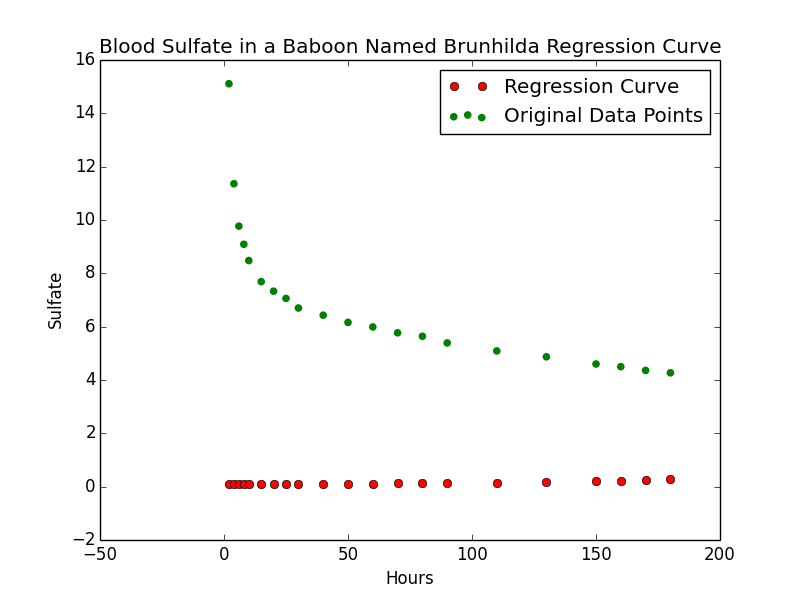 Blood Sulfate in a Baboon Named Brunhilda Regression Curve
Regression Curve
Original Data Points
16
14
12
10
8
6
4
2
0
−2
Sulfate
−50 0 50 100 150 200
Hours